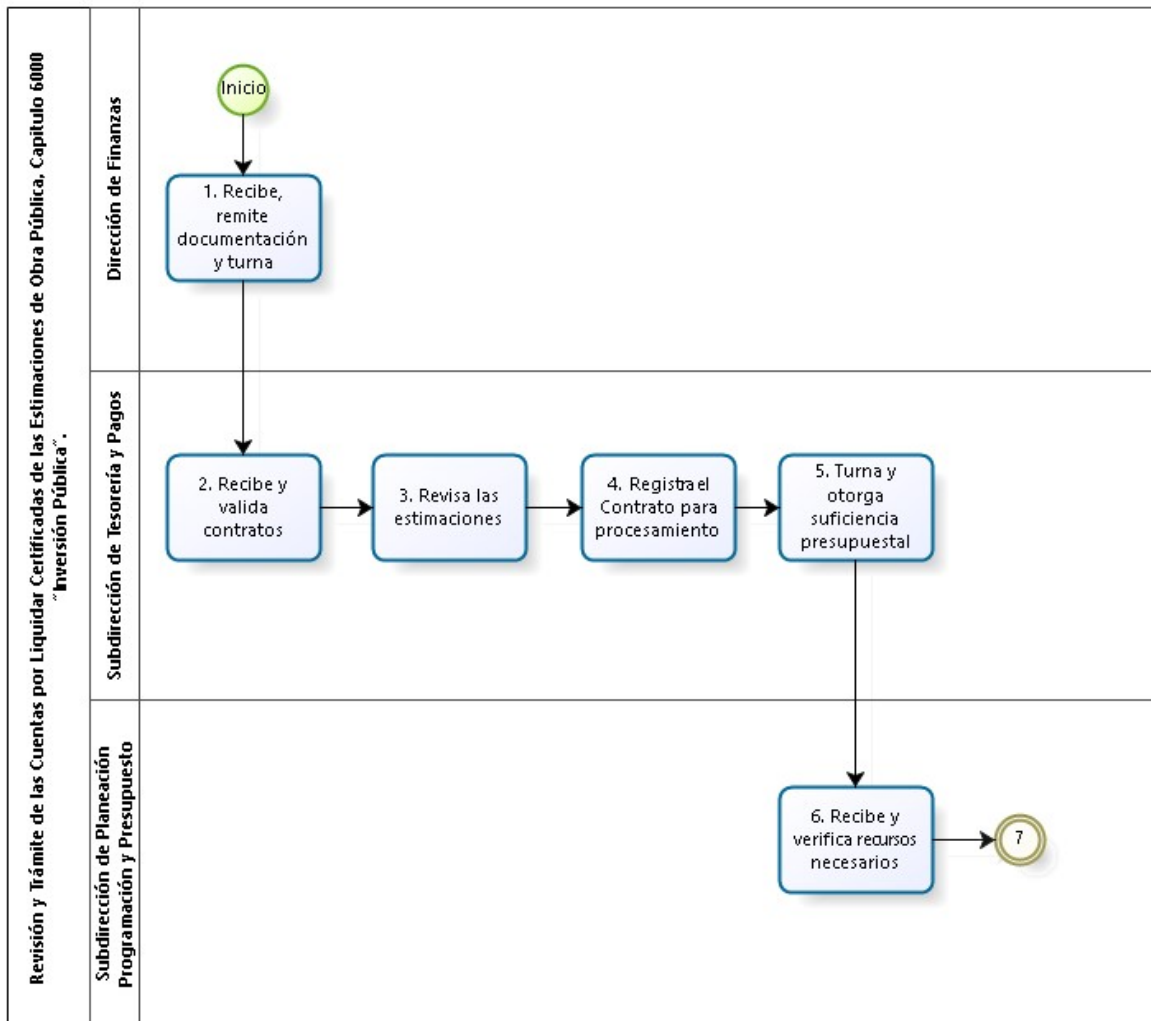 Revisión y Trámite de las Cuentas por Liquidar Certificadas de las Estimaciones de Obra Pública, Capitulo 6000
"Inversión Pública".
Dirección de Finanzas
Inicio
1. Recibe,
remite
documentación
y turna
Subdirección de Tesorería y Pagos
2. Recibe y
valida
contratos
3. Revisa las
estimaciones
4. Registra el
Contrato para
procesamiento
5. Turna y
otorga
suficiencia
presupuestal
Subdirección de Planeación
Programación y Presupuesto
6. Recibe y
verifica recursos
necesarios
7